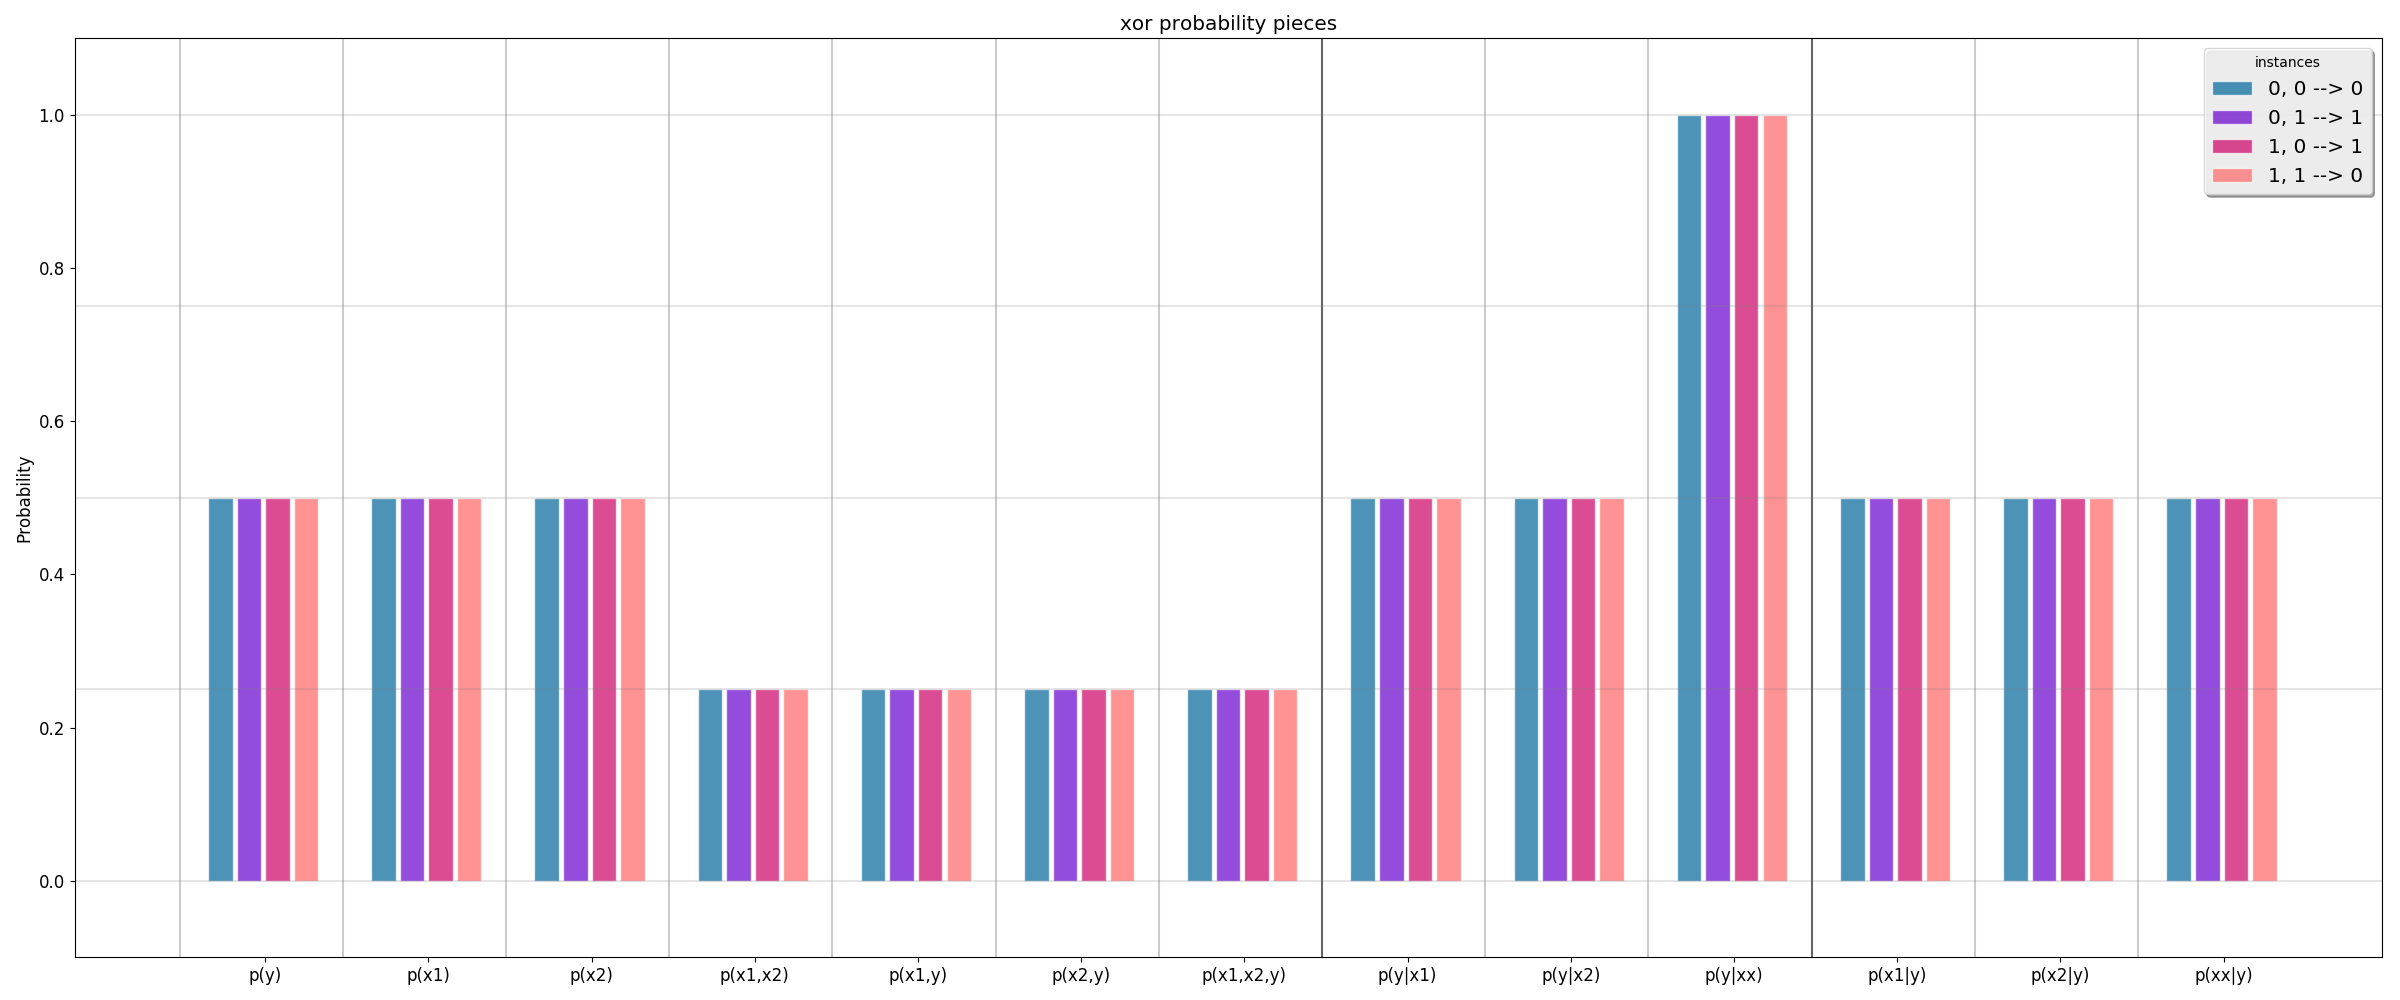 xor probability pieces
instances
0, 0 --> 0
0, 1 --> 1
1, 0 --> 1
1, 1 --> 0
Probability
1.0
0.8
0.6
0.4
0.2
0.0
p(y) p(x1) p(x2) p(x1,x2) p(x1,y) p(x2,y) p(x1,x2,y) p(y|x1) p(y|x2) p(y|xx) p(x1|y) p(x2|y) p(xx|y)